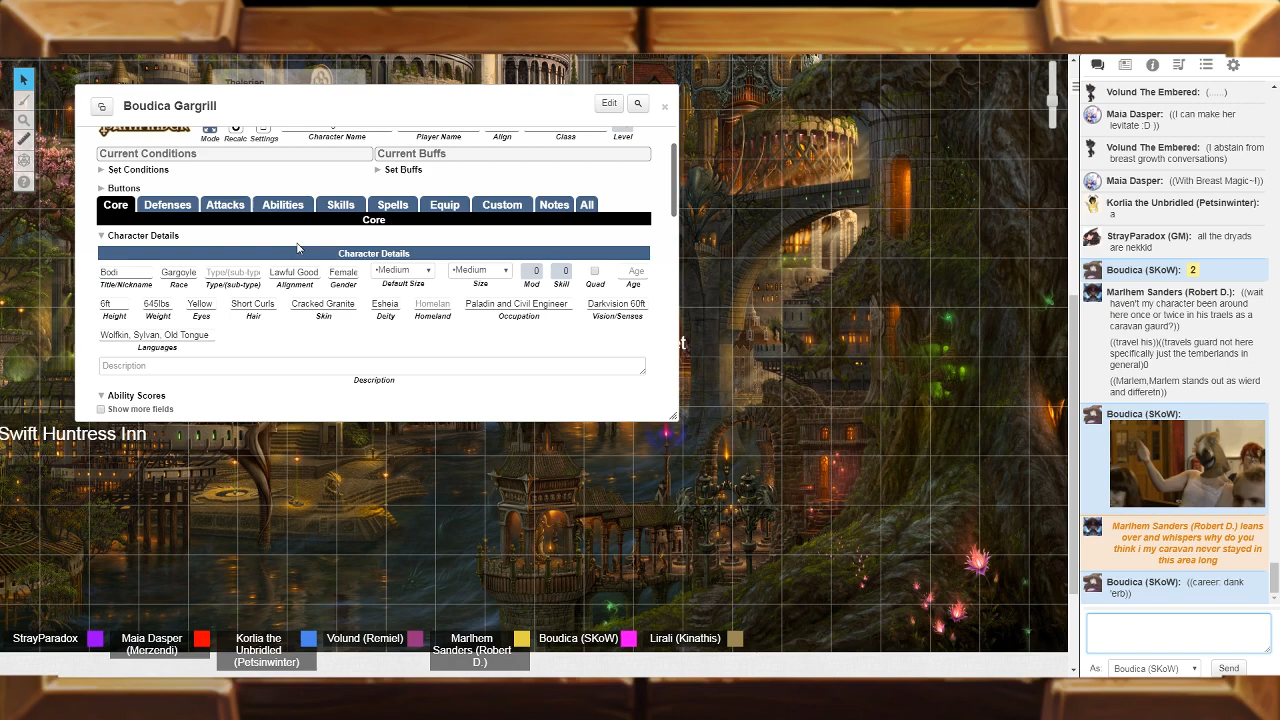 Thelerian
Boudica Gargrill
Edit
×
PATHFINDER
Mode Recalc Settings Character Name Player Name Align Class Level
Current Conditions
Current Buffs
Set Conditions
Set Buffs
Buttons
Core Defenses Attacks Abilities Skills Spells Equip Custom Notes All
Core
Character Details
Character Details
Bodi Gargoyle Type/(sub-typ Lawful Good Female •Medium •Medium 0 0 Age
Title/Nickname Race Type/(sub-type) Alignment Gender Default Size Mod Skill Quad Age
6ft 645lbs Yellow Short Curls Cracked Granite Esheia Homelan Paladin and Civil Engineer Darkvision 60ft
Height Weight Eyes Hair Skin Deity Homeland Occupation Vision/Senses
Wolfkin, Sylvan, Old Tongue
Languages
Description
Description
Ability Scores
Show more fields
et
Swift Huntress Inn
StrayParadox
Maia Dasper
(Merzendi)
Korlia the
Unbridled
(Petsinwinter)
Volund (Remiel)
Marlhem
Sanders (Robert
D.)
Boudica (SKoW)
Lirali (Kinathis)
Volund The Embered: (......)
Maia Dasper: ((I can make her
levitate :D ))
Volund The Embered: (I abstain from
breast growth conversations)
Maia Dasper: ((With Breast Magic~!))
Korlia the Unbridled (Petsinwinter):
a
StrayParadox (GM): all the dryads
are nekkid
Boudica (SKoW): 2
Marlhem Sanders (Robert D.): ((wait
haven't my character been around
here once or twice in his traels as a
caravan gaurd?))
((travel his))((travels guard not here
specifically just the temberlands in
general)0
((Marlem,Marlem stands out as wierd
and differetn))
Boudica (SKoW):
Marlhem Sanders (Robert D.) leans
over and whispers why do you
think i my caravan never stayed in
this area long
Boudica (SKoW): ((career: dank
'erb))
As: Boudica (SKoW) Send